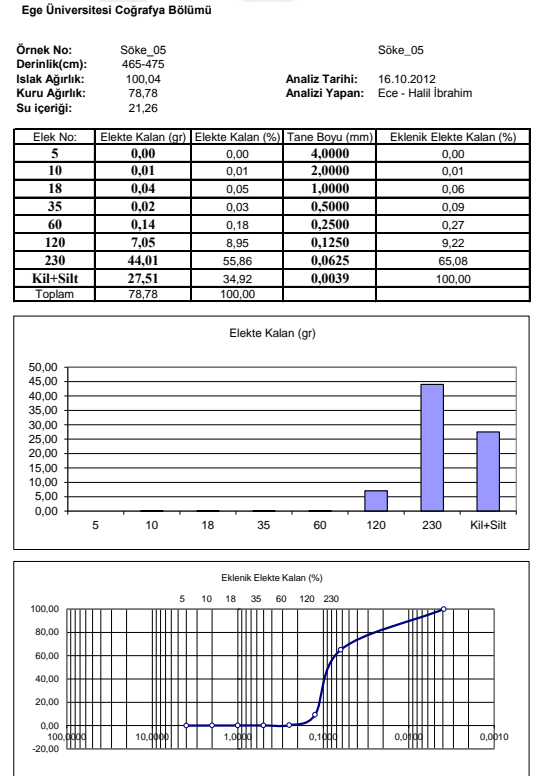 Ege Üniversitesi Coğrafya Bölümü
Örnek No: Söke_05 Söke_05
Derinlik(cm): 465-475
Islak Ağırlık: 100,04 Analiz Tarihi: 16.10.2012
Kuru Ağırlık: 78,78 Analizi Yapan: Ece - Halil İbrahim
Su içeriği: 21,26
Elek No: Elekte Kalan (gr) Elekte Kalan (%) Tane Boyu (mm) Eklenik Elekte Kalan (%)
5 0,00 0,00 4,0000 0,00
10 0,01 0,01 2,0000 0,01
18 0,04 0,05 1,0000 0,06
35 0,02 0,03 0,5000 0,09
60 0,14 0,18 0,2500 0,27
120 7,05 8,95 0,1250 9,22
230 44,01 55,86 0,0625 65,08
Kil+Silt 27,51 34,92 0,0039 100,00
Toplam 78,78 100,00
Elekte Kalan (gr)
50,00
45,00
40,00
35,00
30,00
25,00
20,00
15,00
10,00
5,00
0,00
5 10 18 35 60 120 230 Kil+Silt
Eklenik Elekte Kalan (%)
5 10 18 35 60 120 230
100,00
80,00
60,00
40,00
20,00
0,00
100,0000 10,0000 1,0000 0,1000 0,0100 0,0010
-20,00